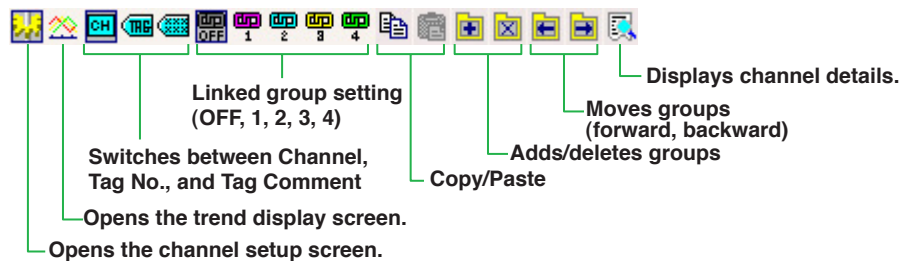 CH TAG OFF 1 2 3 4
Displays channel details.
Linked group setting
(OFF, 1, 2, 3, 4)
Moves groups
(forward, backward)
Adds/deletes groups
Switches between Channel,
Tag No., and Tag Comment
Copy/Paste
Opens the trend display screen.
Opens the channel setup screen.